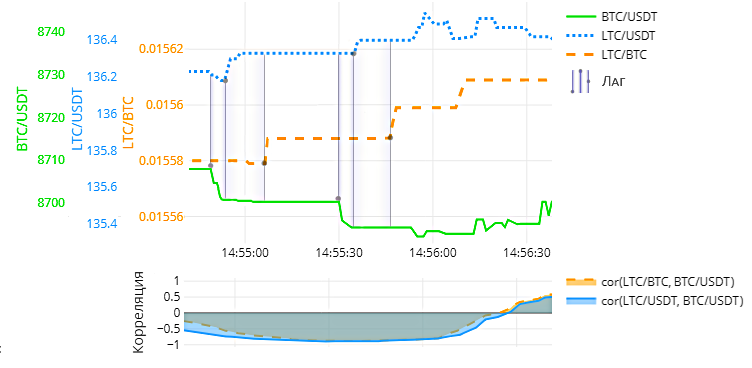 BTC/USDT
8740
8730
8720
8710
8700
LTC/USDT
136.4
136.2
136
135.8
135.6
135.4
LTC/BTC
0.01562
0.0156
0.01558
0.01556
14:55:00
14:55:30
14:56:00
14:56:30
BTC/USDT
LTC/USDT
LTC/BTC
Лаг
Корреляция
1
0.5
0
−0.5
−1
cor(LTC/BTC, BTC/USDT)
cor(LTC/USDT, BTC/USDT)
: